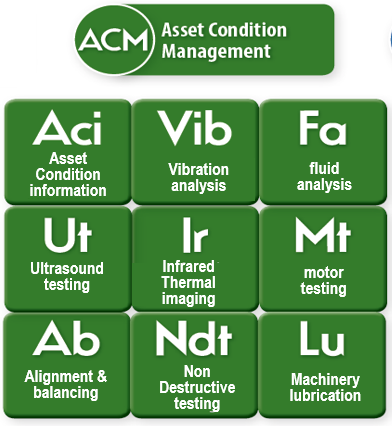 ACM
Asset Condition
Management
Aci
Asset
Condition
information
Vib
Vibration
analysis
Fa
fluid
analysis
Ut
Ultrasound
testing
Ir
Infrared
Thermal
imaging
Mt
motor
testing
Ab
Alignment &
balancing
Ndt
Non
Destructive
testing
Lu
Machinery
lubrication